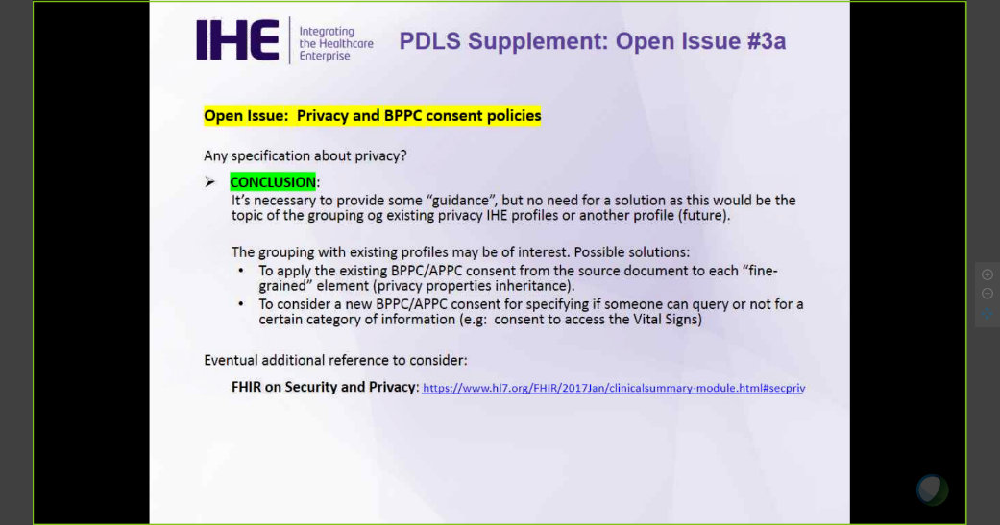 IHE
Integrating
the Healthcare
Enterprise
PDLS Supplement: Open Issue #3a
Open Issue:  Privacy and BPPC consent policies
Any specification about privacy?
➢ CONCLUSION:
It's necessary to provide some “guidance”, but no need for a solution as this would be the
topic of the grouping og existing privacy IHE profiles or another profile (future).
The grouping with existing profiles may be of interest. Possible solutions:
• To apply the existing BPPC/APPC consent from the source document to each “fine-
grained” element (privacy properties inheritance).
• To consider a new BPPC/APPC consent for specifying if someone can query or not for a
certain category of information (e.g:  consent to access the Vital Signs)
Eventual additional reference to consider:
FHIR on Security and Privacy: https://www.hl7.org/FHIR/2017Jan/clinicalsummary-module.html#secpriv